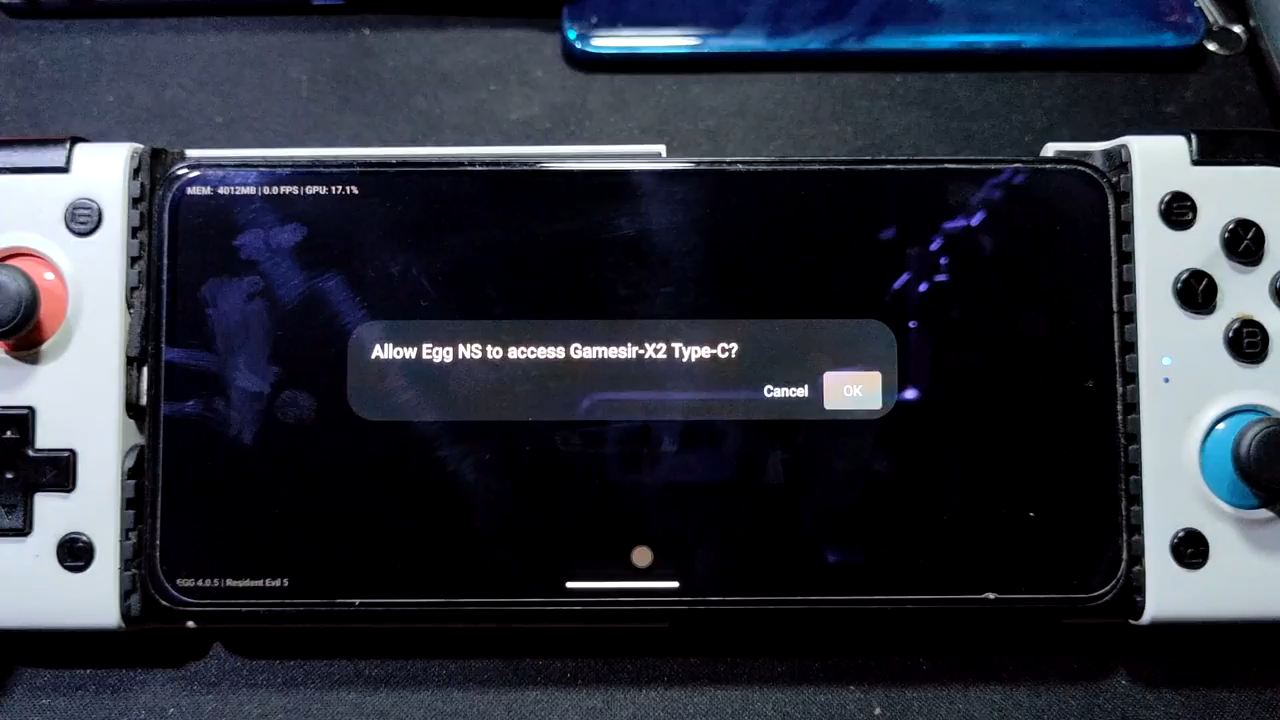 MEM: 4012MB | 0.0 FPS | GPU: 17.1%
S
X
Y
Allow Egg NS to access Gamesir-X2 Type-C?
B
Cancel OK
EGG 4.0.5 | Resident Evil 5